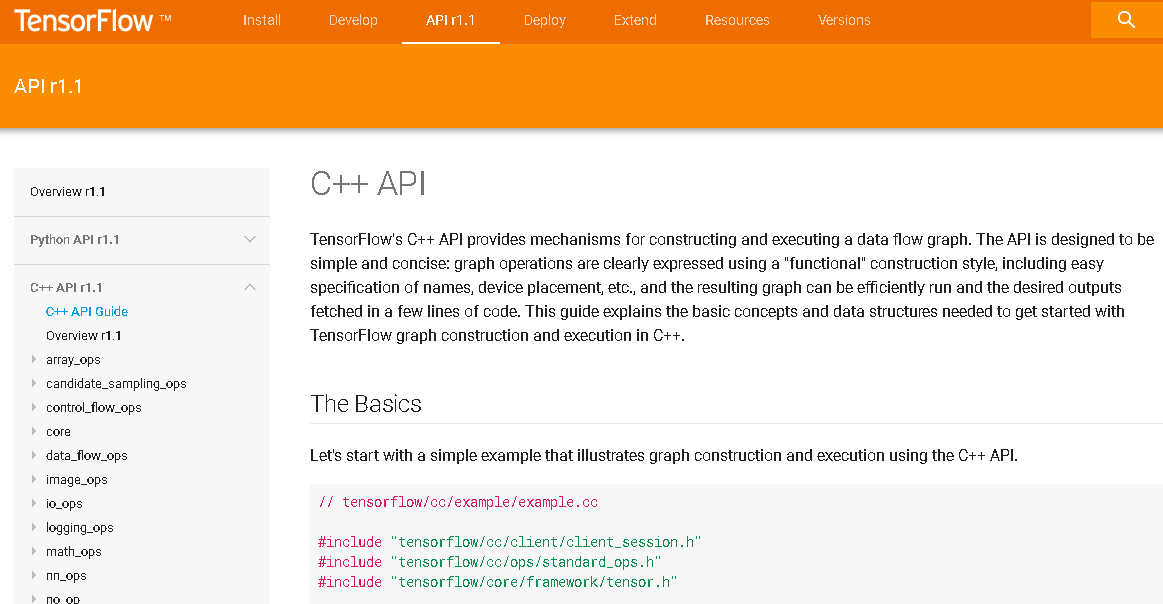 TensorFlow ™ Install Develop API r1.1 Deploy Extend Resources Versions
API r1.1
Overview r1.1
Python API r1.1
C++ API r1.1
C++ API Guide
Overview r1.1
array_ops
candidate_sampling_ops
control_flow_ops
core
data_flow_ops
image_ops
io_ops
logging_ops
math_ops
nn_ops
no_op
C++ API
TensorFlow's C++ API provides mechanisms for constructing and executing a data flow graph. The API is designed to be
simple and concise: graph operations are clearly expressed using a "functional" construction style, including easy
specification of names, device placement, etc., and the resulting graph can be efficiently run and the desired outputs
fetched in a few lines of code. This guide explains the basic concepts and data structures needed to get started with
TensorFlow graph construction and execution in C++.
The Basics
Let's start with a simple example that illustrates graph construction and execution using the C++ API.
// tensorflow/cc/example/example.cc
#include "tensorflow/cc/client/client_session.h"
#include "tensorflow/cc/ops/standard_ops.h"
#include "tensorflow/core/framework/tensor.h"